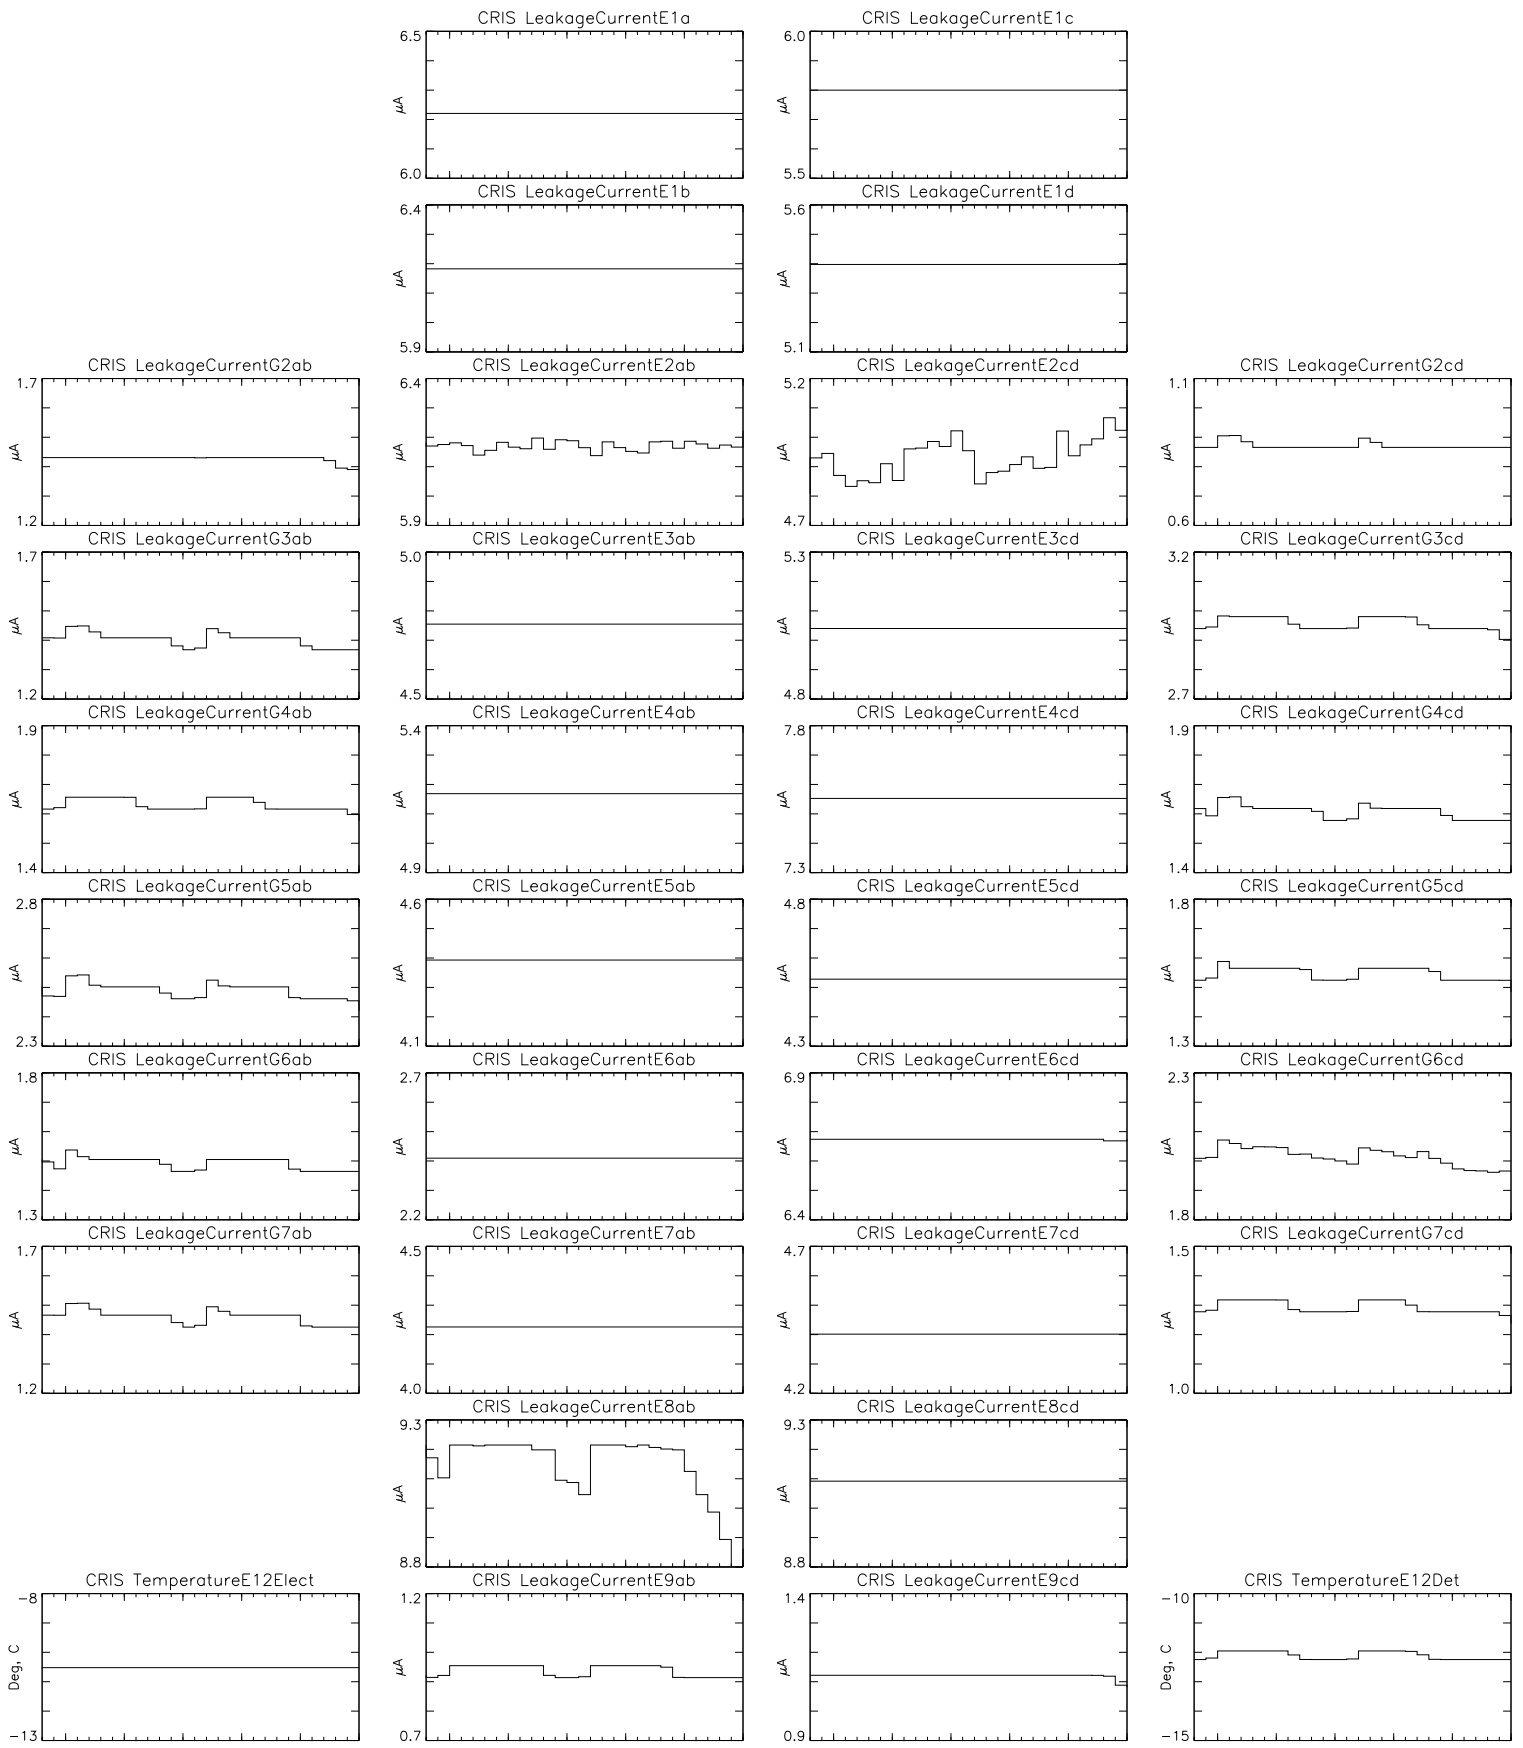 CRIS LeakageCurrentE1a CRIS LeakageCurrentE1c
6.5 6.0
µA µA
6.0 5.5
CRIS LeakageCurrentE1b CRIS LeakageCurrentE1d
6.4 5.6
µA µA
5.9 5.1
CRIS LeakageCurrentG2ab CRIS LeakageCurrentE2ab CRIS LeakageCurrentE2cd CRIS LeakageCurrentG2cd
1.7 6.4 5.2 1.1
µA µA µA µA
1.2 5.9 4.7 0.6
CRIS LeakageCurrentG3ab CRIS LeakageCurrentE3ab CRIS LeakageCurrentE3cd CRIS LeakageCurrentG3cd
1.7 5.0 5.3 3.2
µA µA µA µA
1.2 4.5 4.8 2.7
CRIS LeakageCurrentG4ab CRIS LeakageCurrentE4ab CRIS LeakageCurrentE4cd CRIS LeakageCurrentG4cd
1.9 5.4 7.8 1.9
µA µA µA µA
1.4 4.9 7.3 1.4
CRIS LeakageCurrentG5ab CRIS LeakageCurrentE5ab CRIS LeakageCurrentE5cd CRIS LeakageCurrentG5cd
2.8 4.6 4.8 1.8
µA µA µA µA
2.3 4.1 4.3 1.3
CRIS LeakageCurrentG6ab CRIS LeakageCurrentE6ab CRIS LeakageCurrentE6cd CRIS LeakageCurrentG6cd
1.8 2.7 6.9 2.3
µA µA µA µA
1.3 2.2 6.4 1.8
CRIS LeakageCurrentG7ab CRIS LeakageCurrentE7ab CRIS LeakageCurrentE7cd CRIS LeakageCurrentG7cd
1.7 4.5 4.7 1.5
µA µA µA µA
1.2 4.0 4.2 1.0
CRIS LeakageCurrentE8ab CRIS LeakageCurrentE8cd
9.3 9.3
µA µA
8.8 8.8
CRIS TemperatureE12Elect CRIS LeakageCurrentE9ab CRIS LeakageCurrentE9cd CRIS TemperatureE12Det
-8 1.2 1.4 -10
Deg, C µA µA Deg, C
-13 0.7 0.9 -15